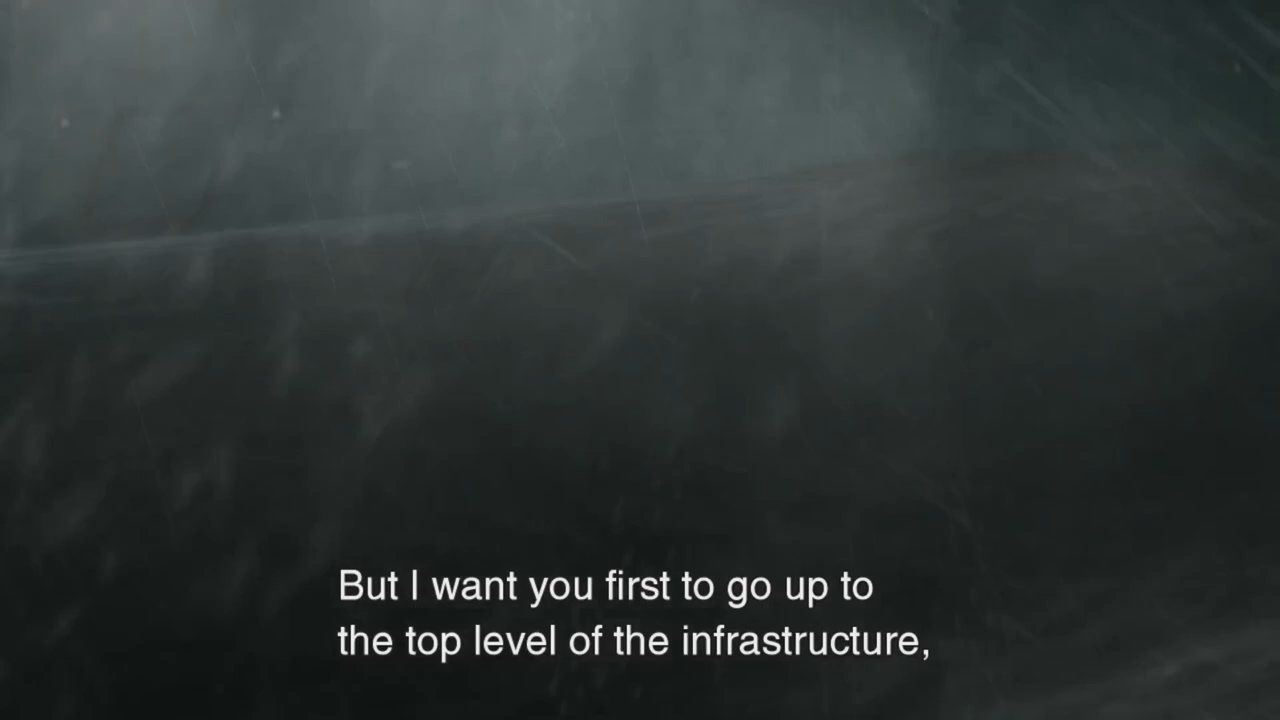 But I want you first to go up to
the top level of the infrastructure,